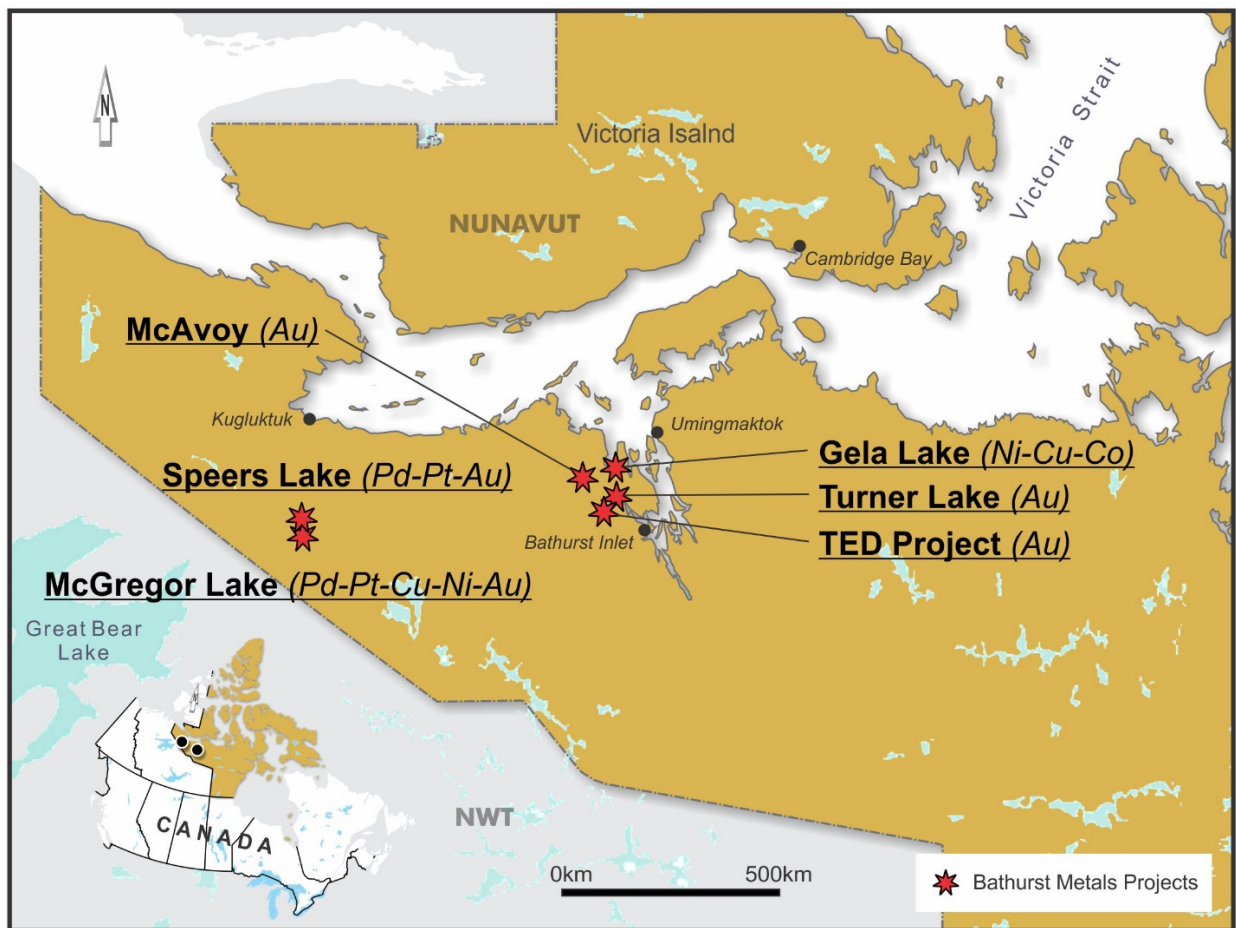 N
Victoria Isalnd
Victoria Strait
NUNAVUT
Cambridge Bay
McAvoy (Au)
Kugluktuk
Umingmaktok
Gela Lake (Ni-Cu-Co)
Speers Lake (Pd-Pt-Au)
Turner Lake (Au)
Bathurst Inlet
TED Project (Au)
McGregor Lake (Pd-Pt-Cu-Ni-Au)
Great Bear
Lake
NWT
CANADA
0km
500km
Bathurst Metals Projects